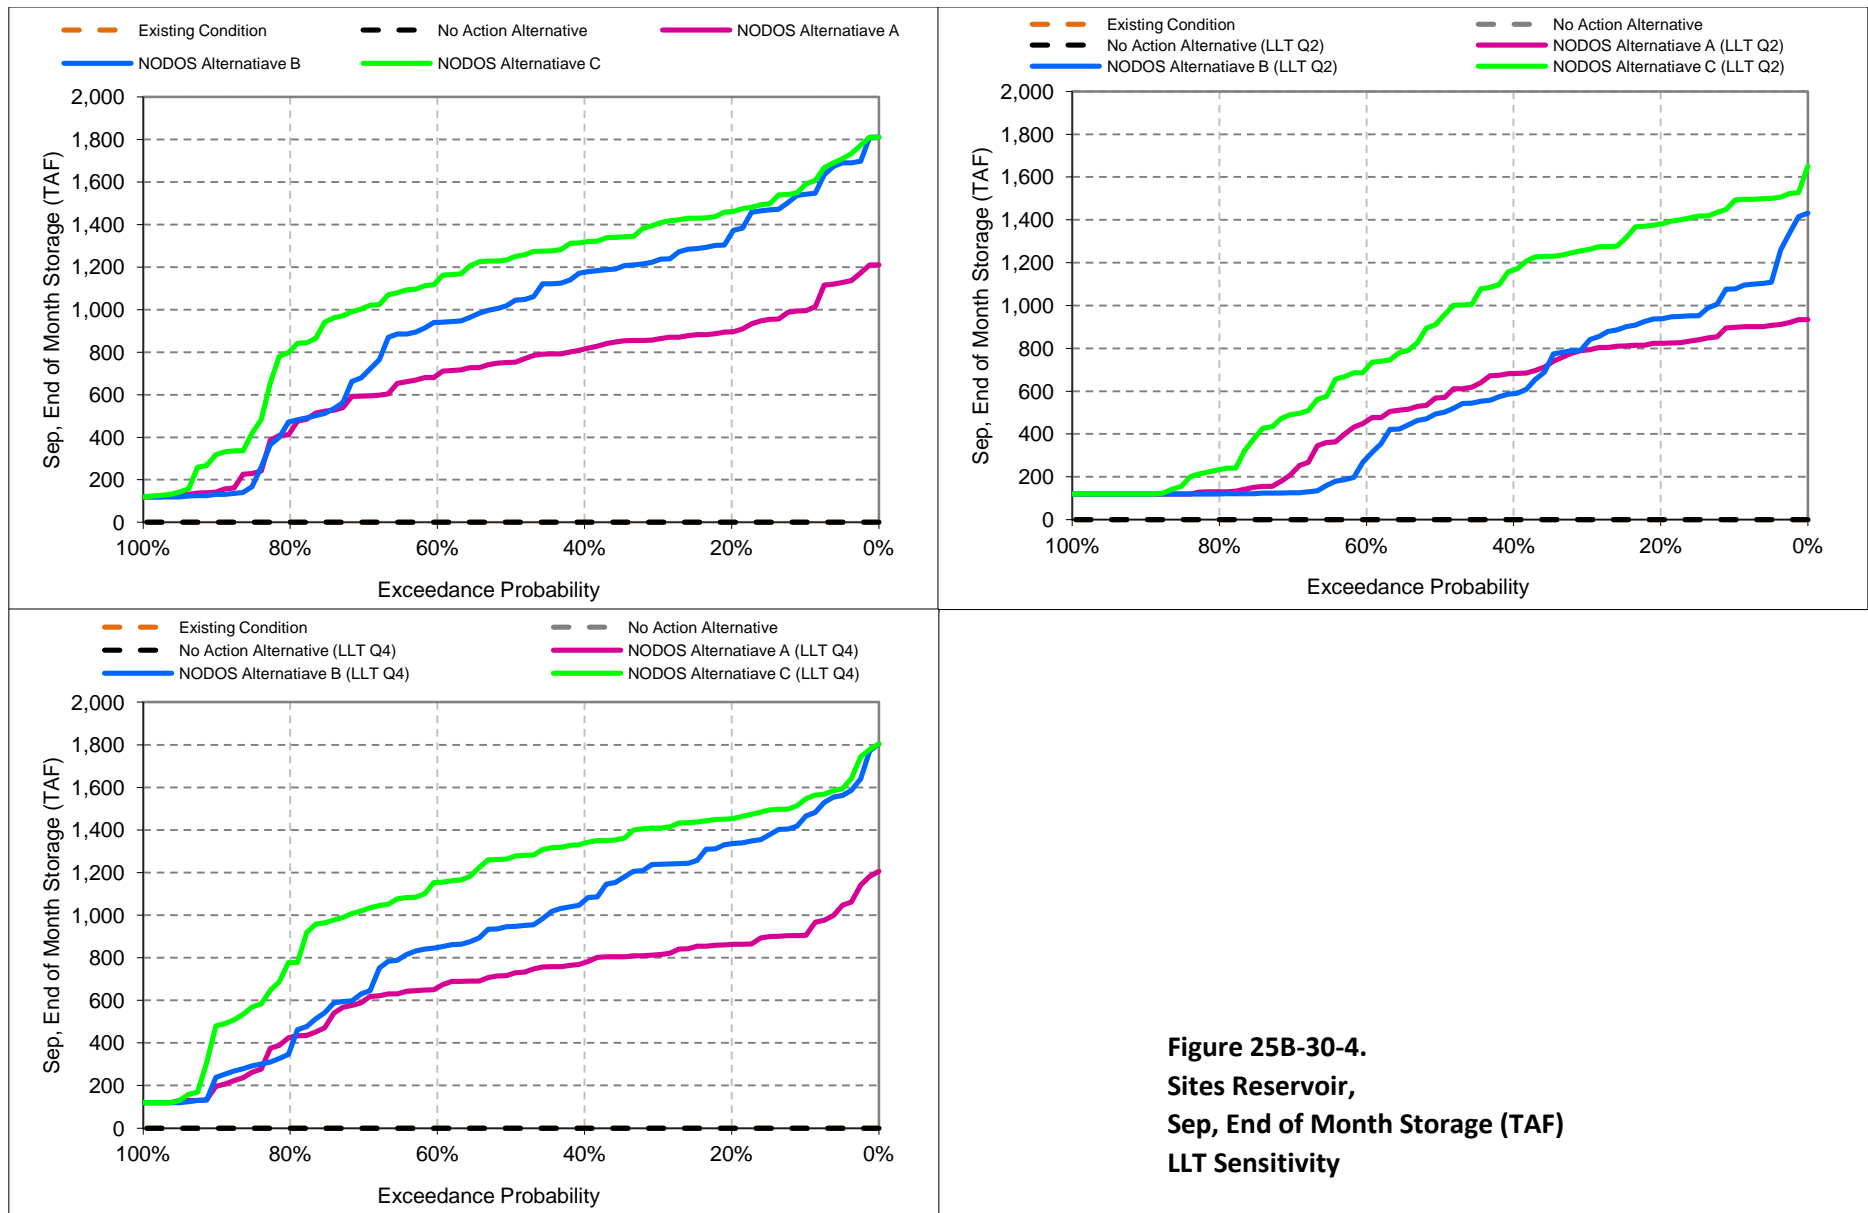 Existing Condition No Action Alternative NODOS Alternatiave A
NODOS Alternatiave B NODOS Alternatiave C
Sep, End of Month Storage (TAF)
2,000
1,800
1,600
1,400
1,200
1,000
800
600
400
200
0
100% 80% 60% 40% 20% 0%
Exceedance Probability
Existing Condition No Action Alternative
No Action Alternative (LLT Q2) NODOS Alternatiave A (LLT Q2)
NODOS Alternatiave B (LLT Q2) NODOS Alternatiave C (LLT Q2)
Sep, End of Month Storage (TAF)
2,000
1,800
1,600
1,400
1,200
1,000
800
600
400
200
0
100% 80% 60% 40% 20% 0%
Exceedance Probability
Existing Condition No Action Alternative
No Action Alternative (LLT Q4) NODOS Alternatiave A (LLT Q4)
NODOS Alternatiave B (LLT Q4) NODOS Alternatiave C (LLT Q4)
Sep, End of Month Storage (TAF)
2,000
1,800
1,600
1,400
1,200
1,000
800
600
400
200
0
100% 80% 60% 40% 20% 0%
Exceedance Probability
Figure 25B-30-4.
Sites Reservoir,
Sep, End of Month Storage (TAF)
LLT Sensitivity